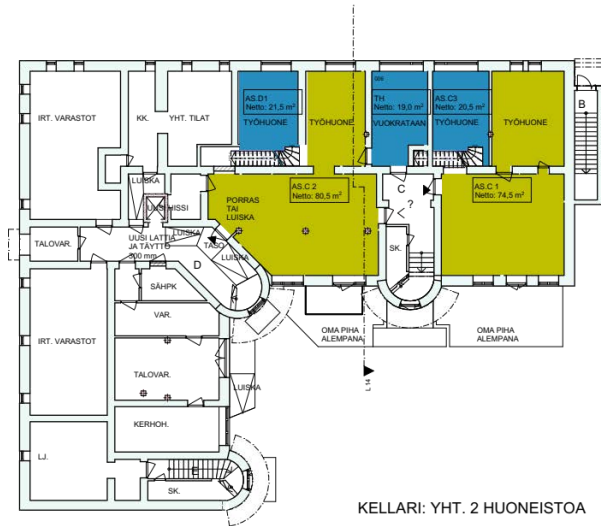 IRT. VARASTOT
KK.
YHT. TILAT
AS.D1
Netto: 21,5 m²
TYÖHUONE
TYÖHUONE
TH
Netto: 19,0 m²
VUOKRATAAN
AS.C3
Netto: 20,5 m²
TYÖHUONE
TYÖHUONE
B
LUISKA
UUSI HISSI
AS.C 2
Netto: 80,5 m²
PORRAS
TAI
LUISKA
C
?
AS.C 1
Netto: 74,5 m²
TALOVAR.
UUSI LATTIA
JA TÄYTTÖ
300 mm
LUISKA
TASO
LUISKA
D
SK.
SÄHPK
VAR.
IRT. VARASTOT
TALOVAR.
LUISKA
OMA PIHA
ALEMPANA
OMA PIHA
ALEMPANA
L 14
KERHOH.
LJ.
E
SK.
KELLARI: YHT. 2 HUONEISTOA